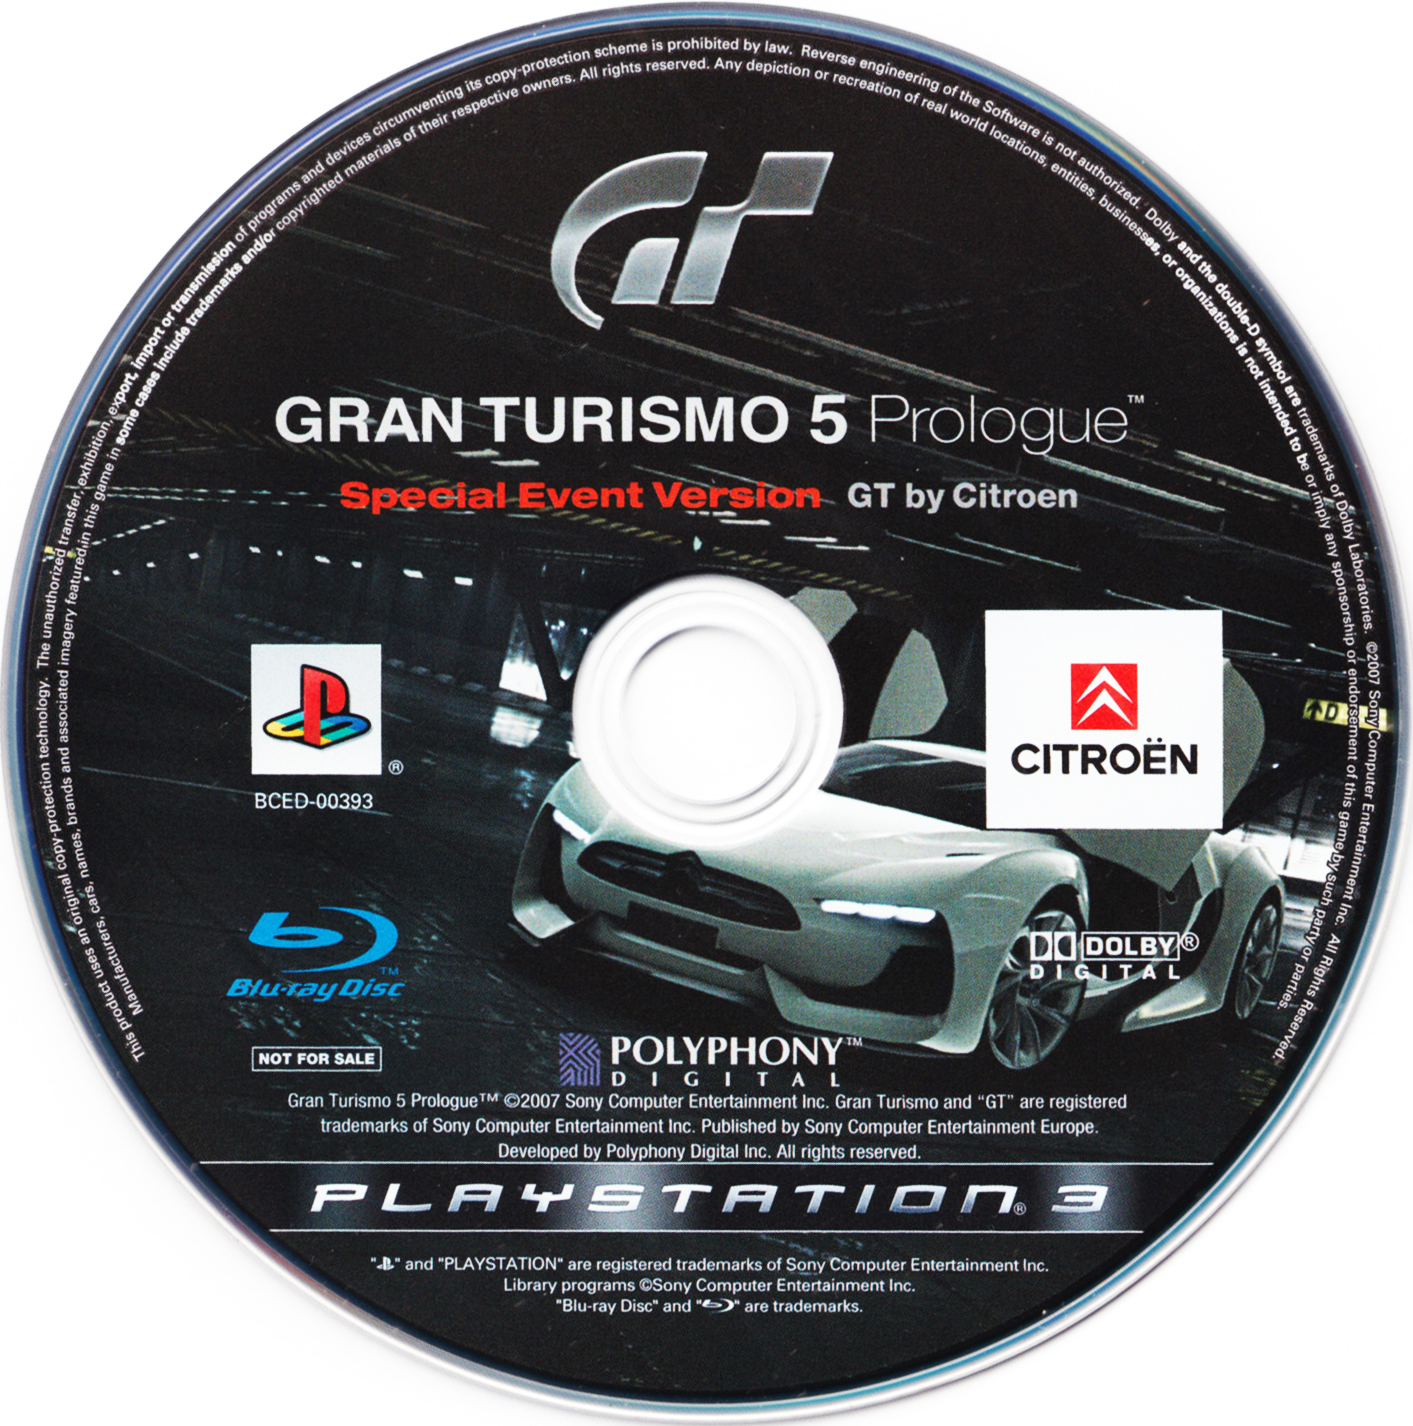 This product uses an original copy-protection technology. The unauthorized transfer, exhibition, export, import or transmission of programs and devices circumventing its copy-protection scheme is prohibited by law. Reverse engineering of the Software is not authorized. Dolby and the double-D symbol are trademarks of Dolby Laboratories. ©2007 Sony Computer Entertainment Inc. All Rights Reserved.
Manufacturers, cars, names, brands and associated imagery featured in this game in some cases include trademarks and/or copyrighted materials of their respective owners. All rights reserved. Any depiction or recreation of real world locations, entities, businesses, or organizations is not intended to be or imply any sponsorship or endorsement of this game by such party or parties.
GT
GRAN TURISMO 5 Prologue™
Special Event Version GT by Citroen
®
BCED-00393
CITROËN
D
Blu-ray Disc™
DOLBY®
DIGITAL
NOT FOR SALE
POLYPHONY™
DIGITAL
Gran Turismo 5 Prologue™ ©2007 Sony Computer Entertainment Inc. Gran Turismo and “GT” are registered
trademarks of Sony Computer Entertainment Inc. Published by Sony Computer Entertainment Europe.
Developed by Polyphony Digital Inc. All rights reserved.
PLAYSTATION®3
"" and "PLAYSTATION" are registered trademarks of Sony Computer Entertainment Inc.
Library programs ©Sony Computer Entertainment Inc.
"Blu-ray Disc" and "" are trademarks.